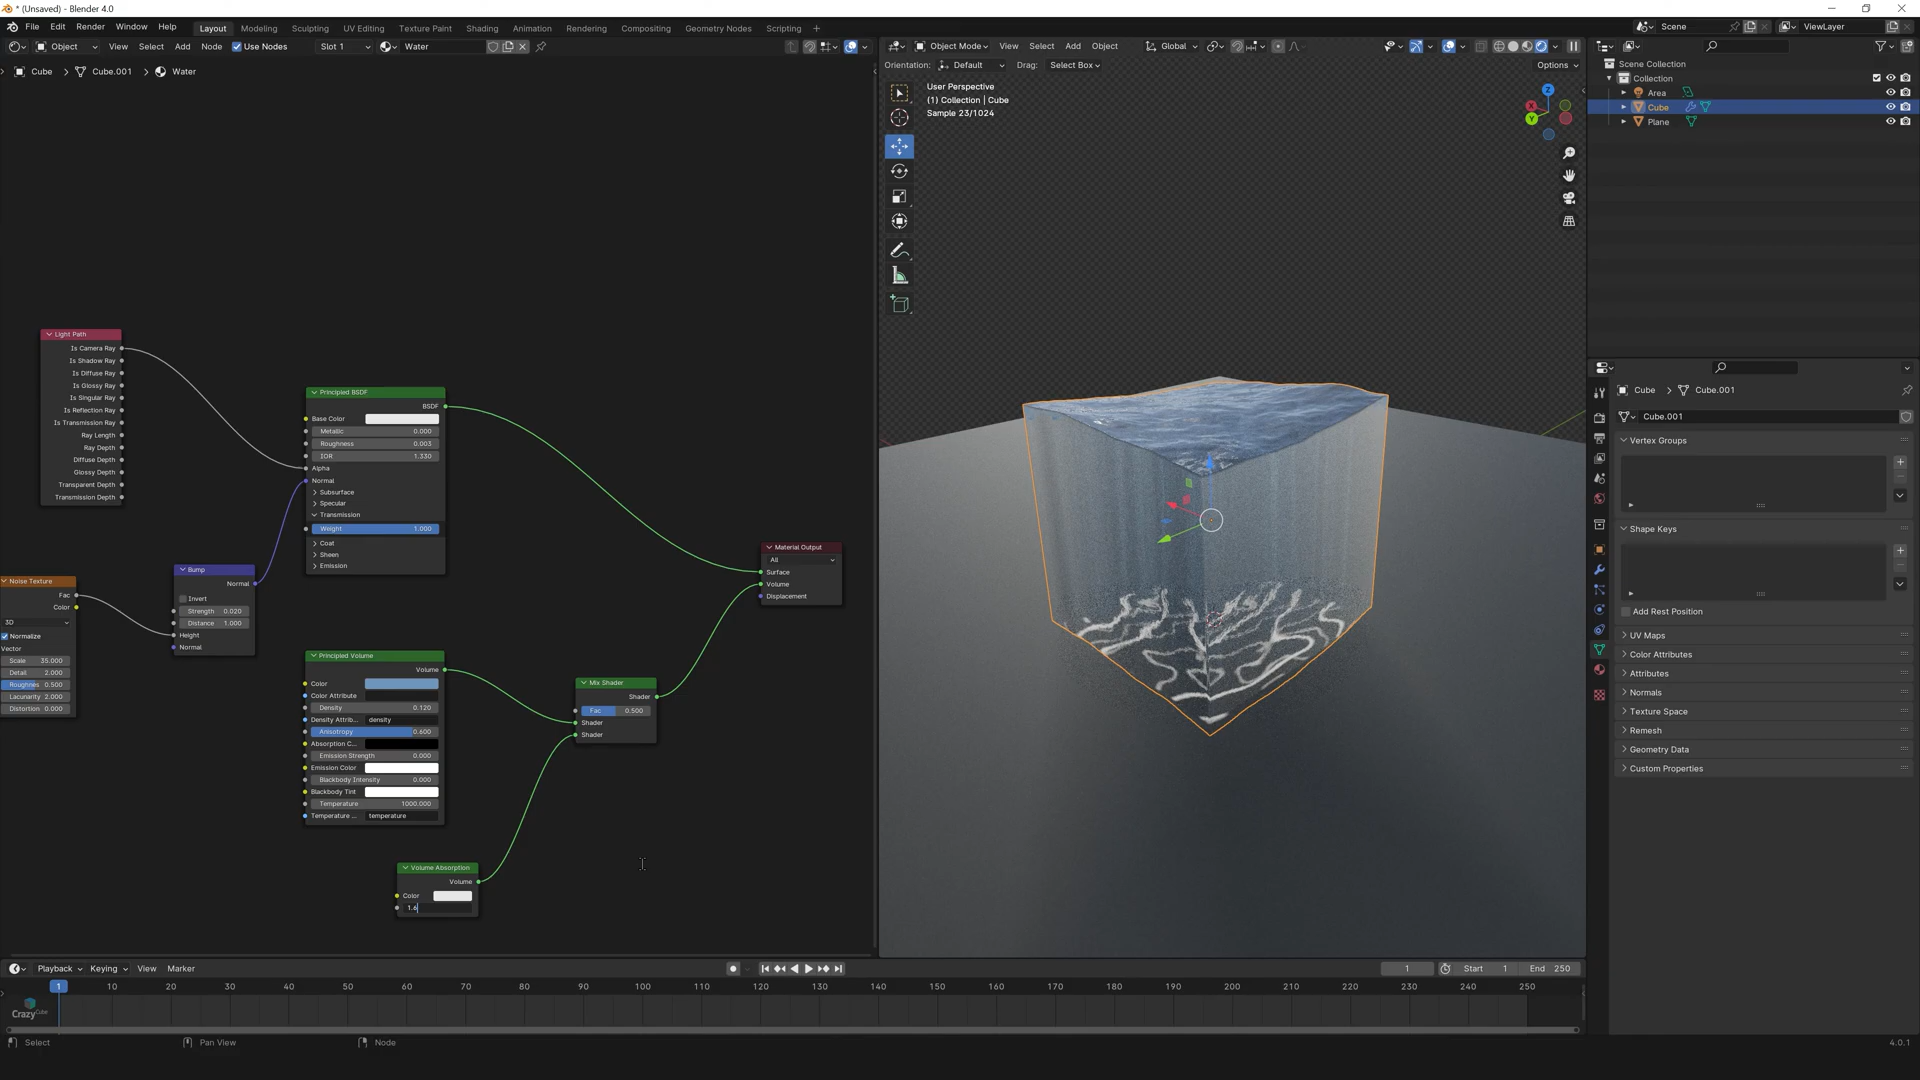 * (Unsaved) - Blender 4.0
File Edit Render Window Help Layout Modeling Sculpting UV Editing Texture Paint Shading Animation Rendering Compositing Geometry Nodes Scripting + Scene ViewLayer
Object View Select Add Node Use Nodes Slot 1 Water
Cube > Cube.001 > Water
Object Mode View Select Add Object Global
Orientation: Default Drag: Select Box Options
User Perspective
(1) Collection | Cube
Sample 23/1024
Z
X
Y
Scene Collection
Collection
Area
Cube
Plane
Light Path
Is Camera Ray
Is Shadow Ray
Is Diffuse Ray
Is Glossy Ray
Is Singular Ray
Is Reflection Ray
Is Transmission Ray
Ray Length
Ray Depth
Diffuse Depth
Glossy Depth
Transparent Depth
Transmission Depth
Principled BSDF
BSDF
Base Color
Metallic 0.000
Roughness 0.003
IOR 1.330
Alpha
Normal
Subsurface
Specular
Transmission
Weight 1.000
Coat
Sheen
Emission
Noise Texture
Fac
Color
3D
Normalize
Vector
Scale 35.000
Detail 2.000
Roughnes 0.500
Lacunarity 2.000
Distortion 0.000
Bump
Normal
Invert
Strength 0.020
Distance 1.000
Height
Normal
Principled Volume
Volume
Color
Color Attribute
Density 0.120
Density Attrib... density
Anisotropy 0.600
Absorption C...
Emission Strength 0.000
Emission Color
Blackbody Intensity 0.000
Blackbody Tint
Temperature 1000.000
Temperature ... temperature
Mix Shader
Shader
Fac 0.500
Shader
Shader
Material Output
All
Surface
Volume
Displacement
Volume Absorption
Volume
Color
1.6
Cube > Cube.001
Cube.001
Vertex Groups
Shape Keys
Add Rest Position
UV Maps
Color Attributes
Attributes
Normals
Texture Space
Remesh
Geometry Data
Custom Properties
Playback Keying View Marker 1 Start 1 End 250
1 10 20 30 40 50 60 70 80 90 100 110 120 130 140 150 160 170 180 190 200 210 220 230 240 250
CrazyCube
Select Pan View Node 4.0.1